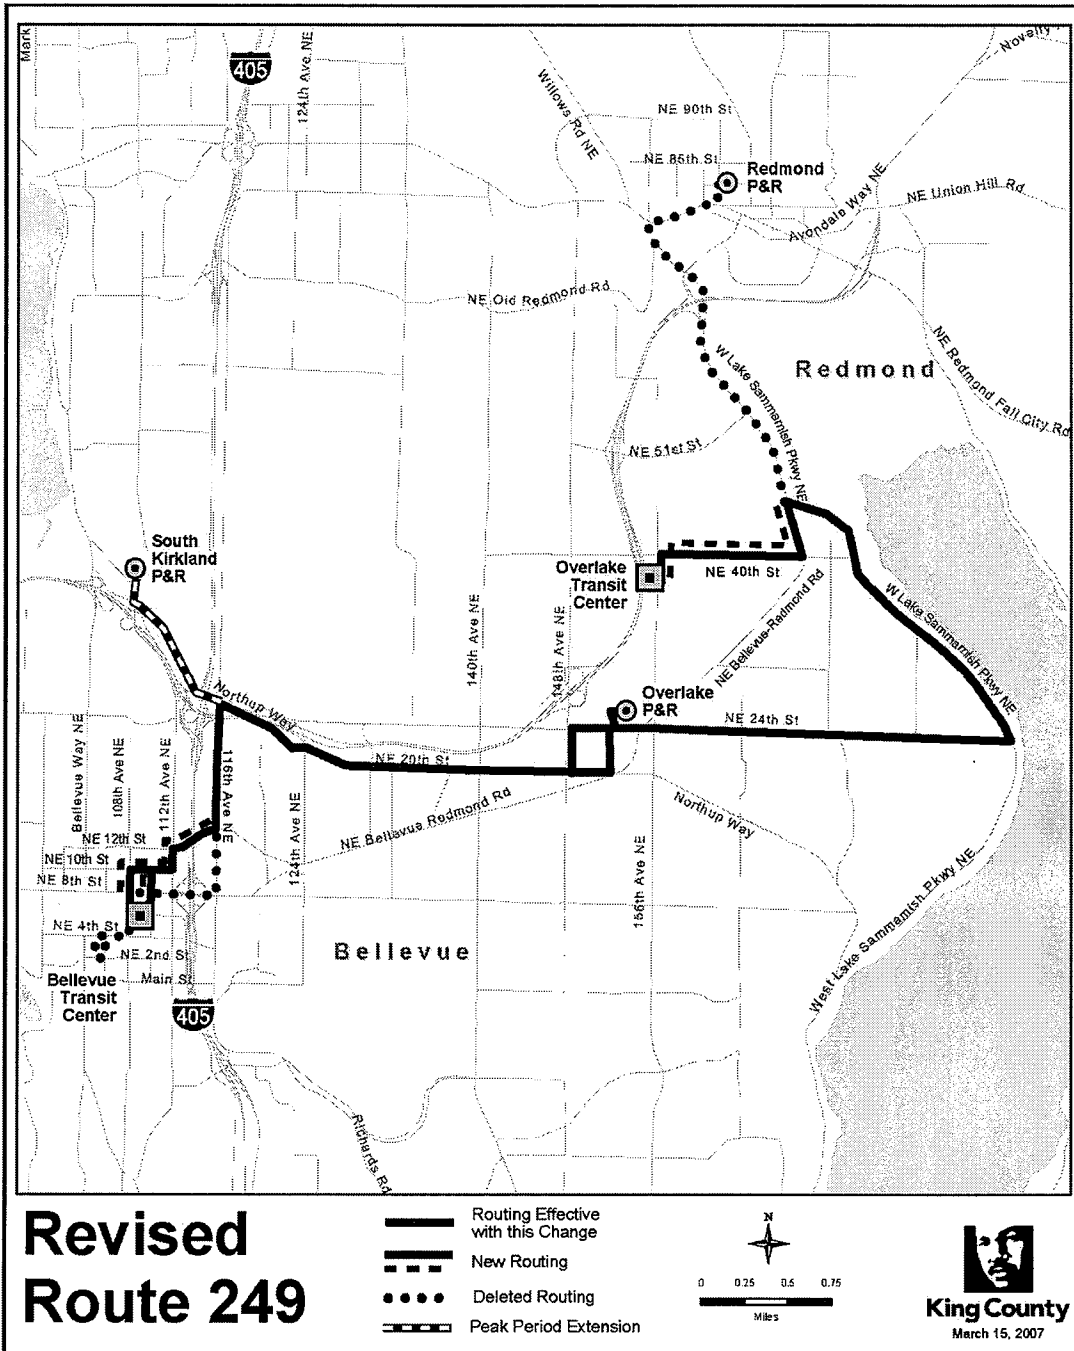 Mark
405
124th Ave NE
Willows Rd NE
NE 90th St
NE 85th St
Redmond
P&R
Avondale Way NE
NE Union Hill Rd
NE Old Redmond Rd
W Lake Sammamish Pkwy NE
Redmond
NE Redmond Fall City Rd
NE 51st St
South
Kirkland
P&R
Overlake
Transit
Center
NE 40th St
140th Ave NE
148th Ave NE
NE Bellevue-Redmond Rd
W Lake Sammamish Pkwy NE
Northup Way
Overlake
P&R
NE 24th St
Bellevue Way NE
108th Ave NE
112th Ave NE
116th Ave NE
NE 20th St
124th Ave NE
NE Bellevue Redmond Rd
Northup Way
NE 12th St
NE 10th St
NE 8th St
156th Ave NE
West Lake Sammamish Pkwy NE
NE 4th St
NE 2nd St
Bellevue
Main St
Bellevue
Transit
Center
405
Richards Rd
Revised
Route 249
Routing Effective
with this Change
New Routing
Deleted Routing
Peak Period Extension
N
0 0.25 0.5 0.75
Miles
King County
March 15, 2007